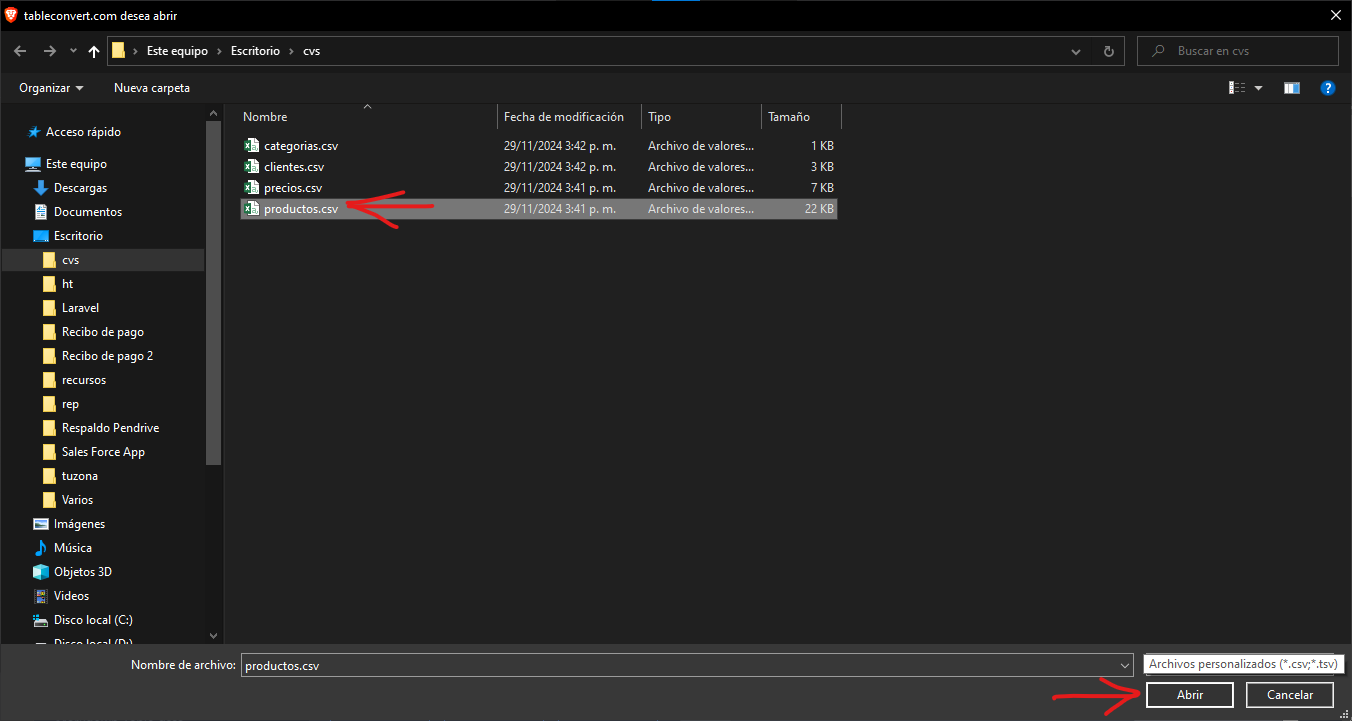 tableconvert.com desea abrir
Este equipo › Escritorio › cvs
Buscar en cvs
Organizar
Nueva carpeta
Acceso rápido
Este equipo
Descargas
Documentos
Escritorio
cvs
ht
Laravel
Recibo de pago
Recibo de pago 2
recursos
rep
Respaldo Pendrive
Sales Force App
tuzona
Varios
Imágenes
Música
Objetos 3D
Videos
Disco local (C:)
Disco local (D:)
Nombre Fecha de modificación Tipo Tamaño
categorias.csv 29/11/2024 3:42 p. m. Archivo de valores... 1 KB
clientes.csv 29/11/2024 3:42 p. m. Archivo de valores... 3 KB
precios.csv 29/11/2024 3:41 p. m. Archivo de valores... 7 KB
productos.csv 29/11/2024 3:41 p. m. Archivo de valores... 22 KB
Nombre de archivo: productos.csv
Archivos personalizados (*.csv;*.tsv)
Abrir
Cancelar